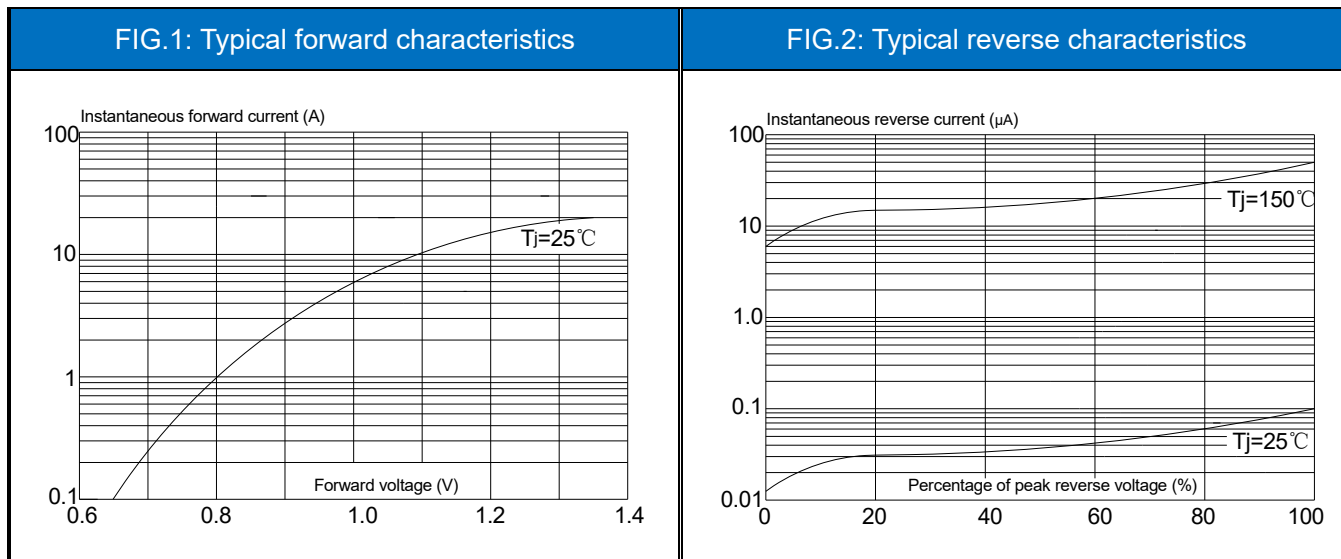 FIG.1: Typical forward characteristics
Instantaneous forward current (A)
100
10
1
0.1
Tj=25℃
Forward voltage (V)
0.6 0.8 1.0 1.2 1.4
FIG.2: Typical reverse characteristics
Instantaneous reverse current (μA)
100
Tj=150℃
10
1.0
0.1
Tj=25℃
0.01
Percentage of peak reverse voltage (%)
0 20 40 60 80 100